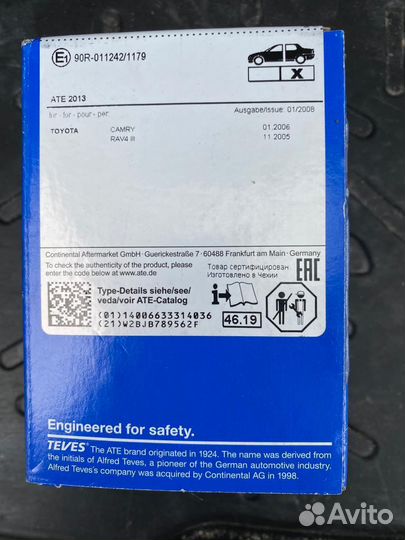 E1 90R-011242/1179
X
ATE 2013
Ausgabe/Issue: 01/2008
für - for - pour - per
TOYOTA CAMRY 01.2006
RAV4 III 11.2005
Continental Aftermarket GmbH · Guerickestraße 7 · 60488 Frankfurt am Main · Germany
To check the authenticity of the product, please enter the code below at www.ate.de
Товар сертифицирован
Изготовлено в Чехии
EAC
Type-Details siehe/see/
veda/voir ATE-Catalog
i
(01)14006633314036
(21)W2BJB789562F
46.19
Engineered for safety.
TEVES® The ATE brand originated in 1924. The name was derived from
the initials of Alfred Teves, a pioneer of the German automotive industry.
Alfred Teves's company was acquired by Continental AG in 1998.
Avito